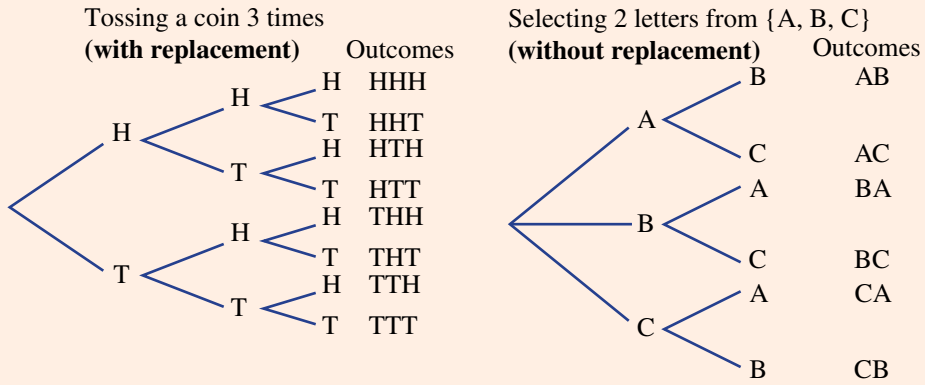 Tossing a coin 3 times
(with replacement) Outcomes
H H H HHH
T HHT
T H HTH
T HTT
T H H THH
T THT
T H TTH
T TTT
Selecting 2 letters from {A, B, C}
(without replacement) Outcomes
A B AB
C AC
B A BA
C BC
C A CA
B CB